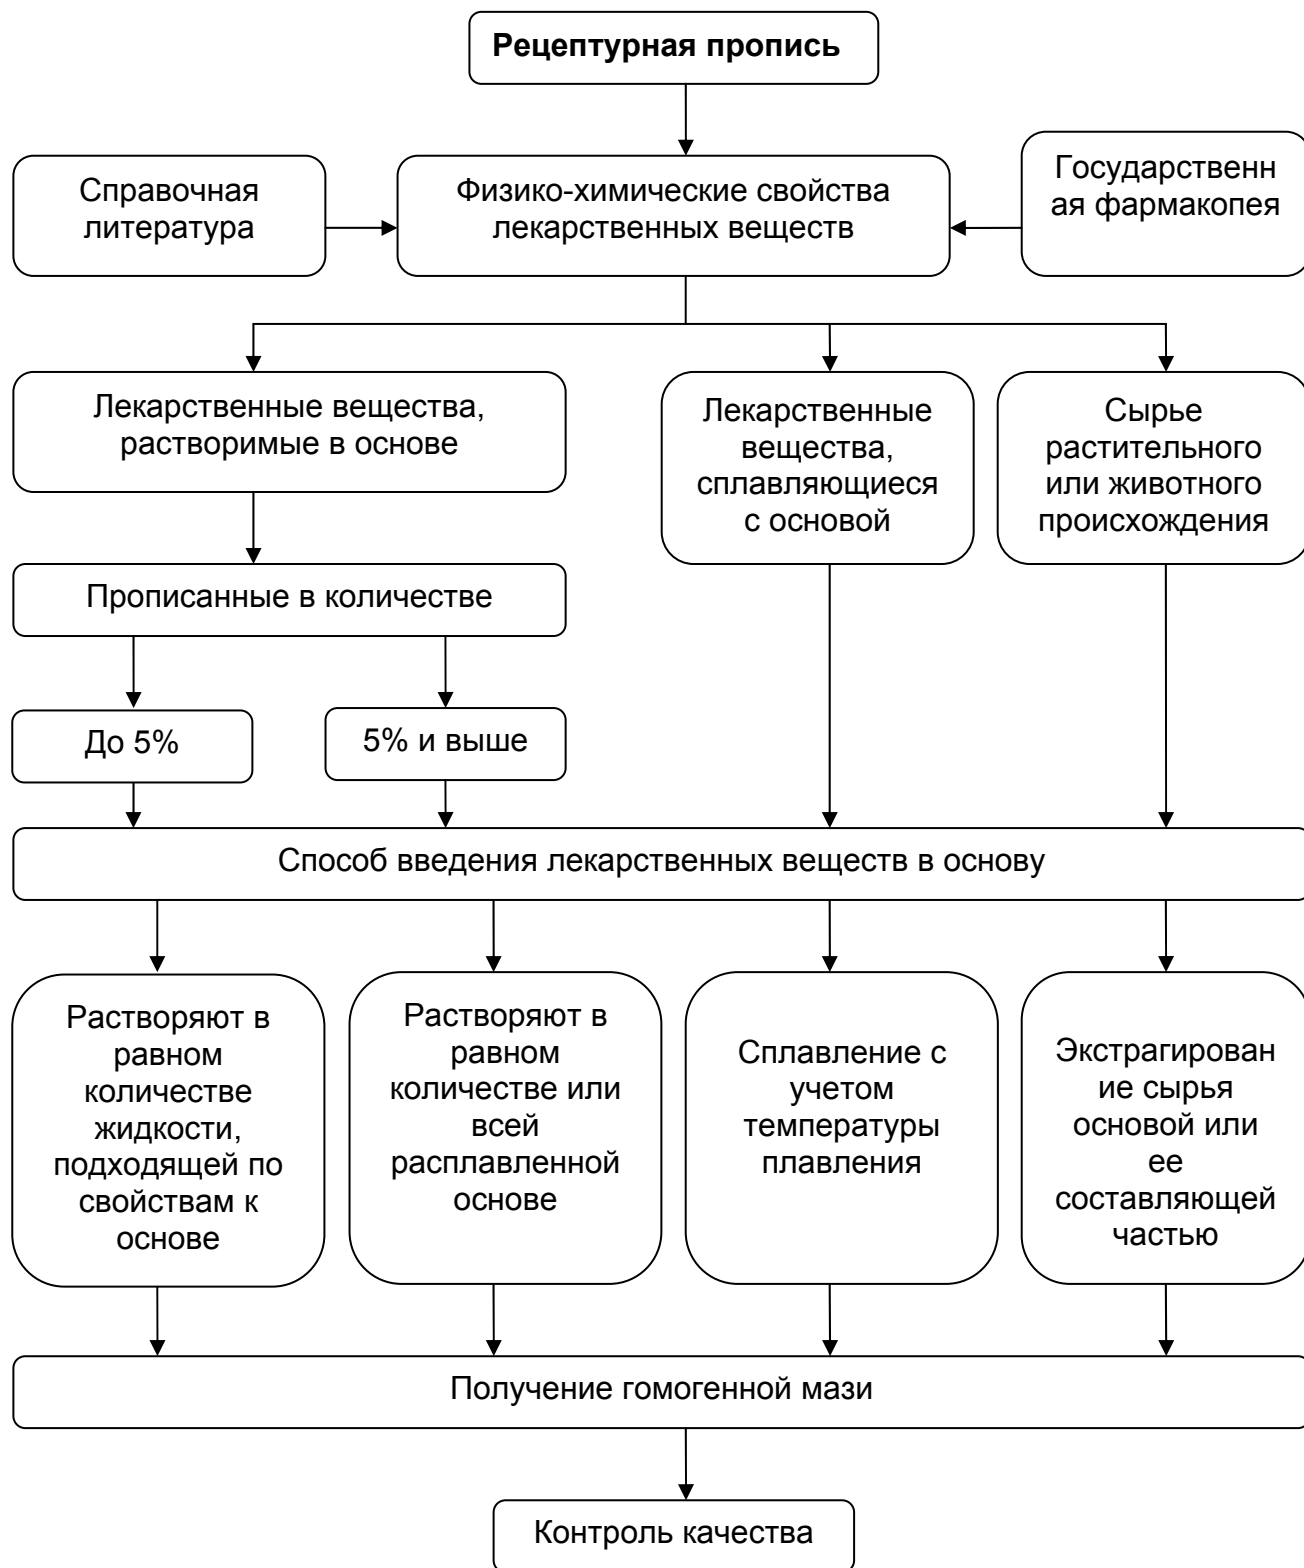 Рецептурная пропись
Справочная
литература
Физико-химические свойства
лекарственных веществ
Государственн
ая фармакопея
Лекарственные вещества,
растворимые в основе
Лекарственные
вещества,
сплавляющиеся
с основой
Сырье
растительного
или животного
происхождения
Прописанные в количестве
До 5%
5% и выше
Способ введения лекарственных веществ в основу
Растворяют в
равном
количестве
жидкости,
подходящей по
свойствам к
основе
Растворяют в
равном
количестве или
всей
расплавленной
основе
Сплавление с
учетом
температуры
плавления
Экстрагирован
ие сырья
основой или
ее
составляющей
частью
Получение гомогенной мази
Контроль качества